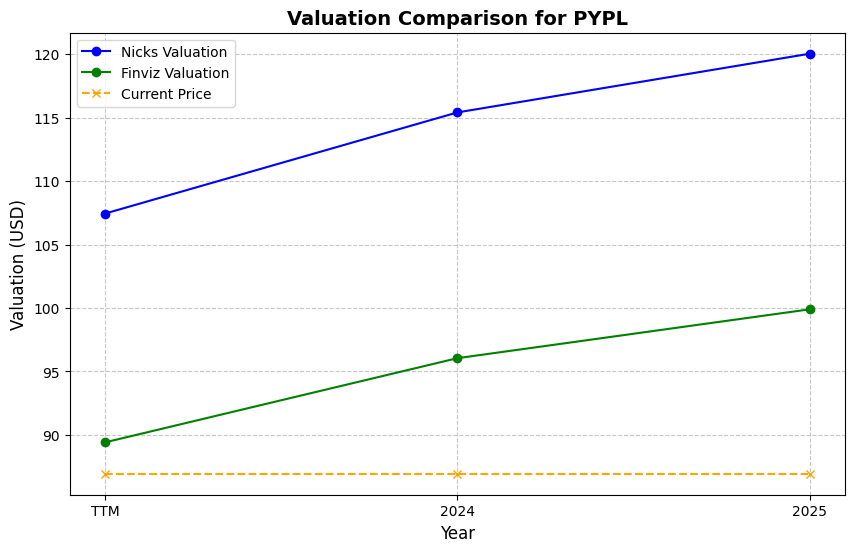 Valuation Comparison for PYPL
Nicks Valuation
Finviz Valuation
Current Price
Valuation (USD)
120
115
110
105
100
95
90
TTM
2024
2025
Year